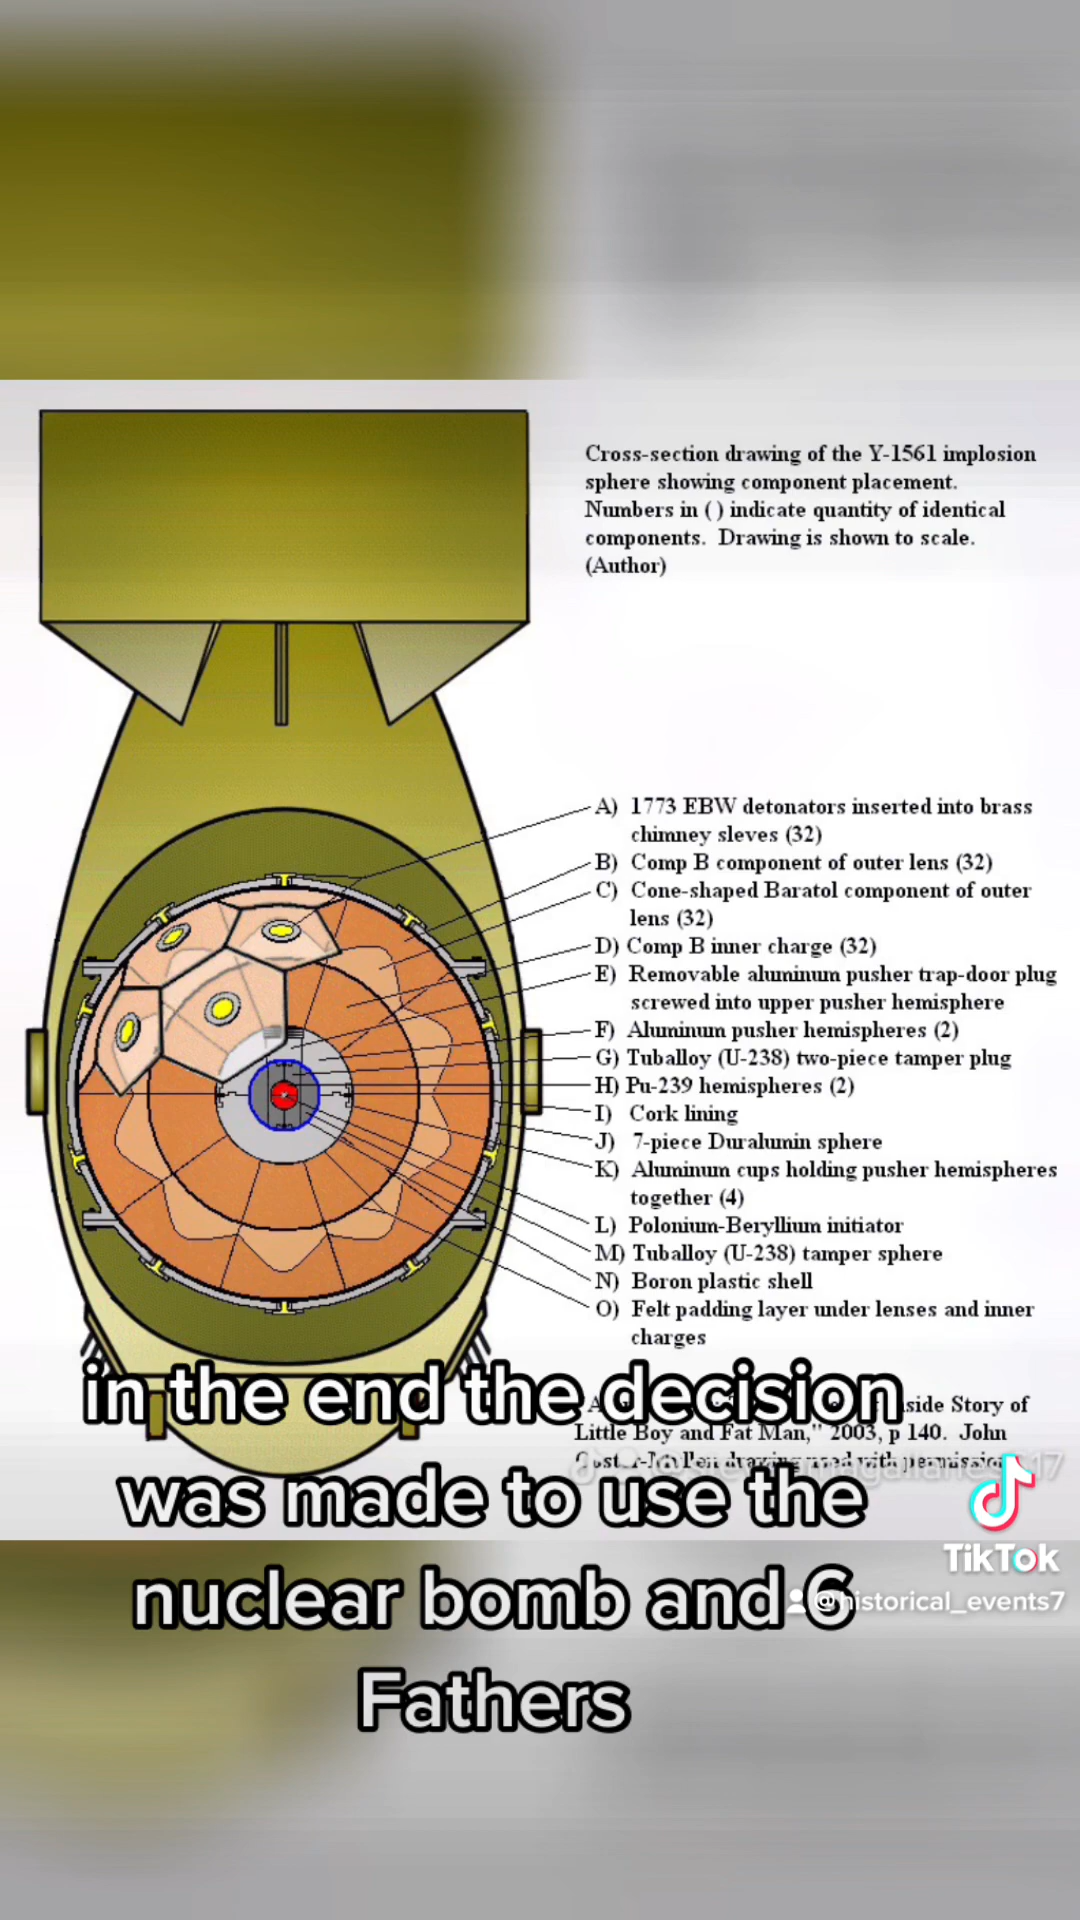 Cross-section drawing of the Y-1561 implosion
sphere showing component placement.
Numbers in ( ) indicate quantity of identical
components. Drawing is shown to scale.
(Author)
A) 1773 EBW detonators inserted into brass
chimney sleves (32)
B) Comp B component of outer lens (32)
C) Cone-shaped Baratol component of outer
lens (32)
D) Comp B inner charge (32)
E) Removable aluminum pusher trap-door plug
screwed into upper pusher hemisphere
F) Aluminum pusher hemispheres (2)
G) Tuballoy (U-238) two-piece tamper plug
H) Pu-239 hemispheres (2)
I) Cork lining
J) 7-piece Duralunin sphere
K) Aluminum cups holding pusher hemispheres
together (4)
L) Polonium-Beryllium initiator
M) Tuballoy (U-238) tamper sphere
N) Boron plastic shell
O) Felt padding layer under lenses and inner
charges
Story of
Little Boy and Fat Man," 2003, p 140. John
drawing used with permission
in the end the decision
was made to use the
nuclear bomb and 6
Fathers
TikTok
@historical_events7